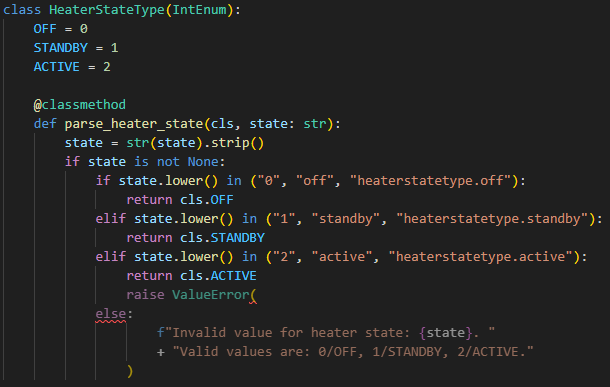 class HeaterStateType(IntEnum):
    OFF = 0
    STANDBY = 1
    ACTIVE = 2

    @classmethod
    def parse_heater_state(cls, state: str):
        state = str(state).strip()
        if state is not None:
            if state.lower() in ("0", "off", "heaterstatetype.off"):
                return cls.OFF
            elif state.lower() in ("1", "standby", "heaterstatetype.standby"):
                return cls.STANDBY
            elif state.lower() in ("2", "active", "heaterstatetype.active"):
                return cls.ACTIVE
                raise ValueError(
            else:
                    f"Invalid value for heater state: {state}. "
                    + "Valid values are: 0/OFF, 1/STANDBY, 2/ACTIVE."
                )